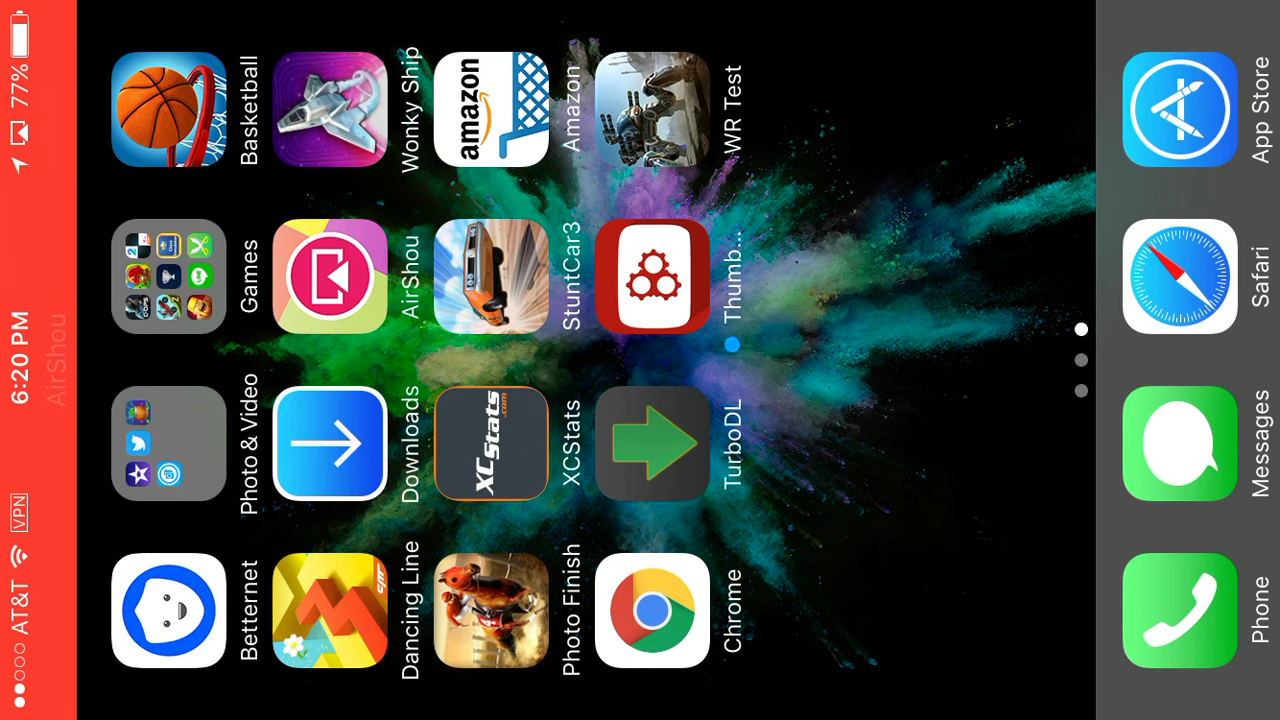 AT&T VPN 6:20 PM 77%
AirShou
Betternet Photo & Video Games Basketball
Dancing Line Downloads AirShou Wonky Ship
XCStats.com amazon
Photo Finish XCStats StuntCar3 Amazon
Chrome TurboDL Thumb... WR Test
Phone Messages Safari App Store